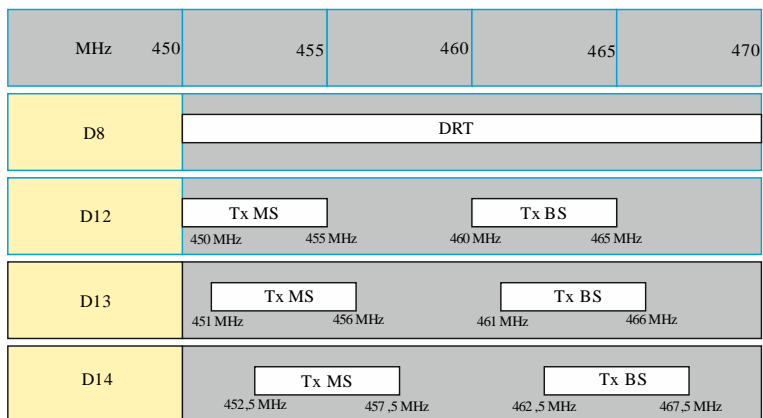 MHz 450 455 460 465 470
D8 DRT
D12 Tx MS Tx BS
450 MHz 455 MHz 460 MHz 465 MHz
D13 Tx MS Tx BS
451 MHz 456 MHz 461 MHz 466 MHz
D14 Tx MS Tx BS
452,5 MHz 457 ,5 MHz 462 ,5 MHz 467,5 MHz